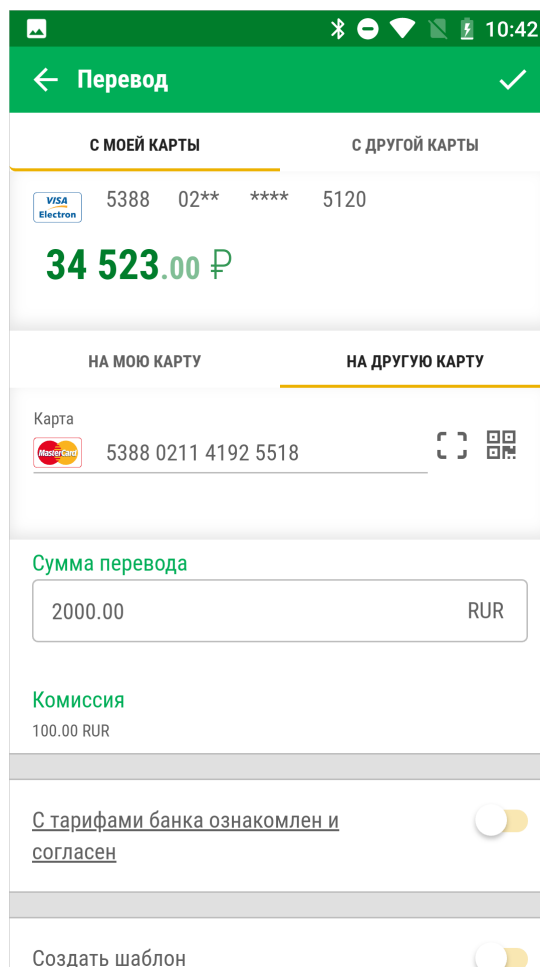 10:42
Перевод
С МОЕЙ КАРТЫ
С ДРУГОЙ КАРТЫ
VISA
Electron
5388 02** **** 5120
34 523.00 ₽
НА МОЮ КАРТУ
НА ДРУГУЮ КАРТУ
Карта
MasterCard
5388 0211 4192 5518
Сумма перевода
2000.00 RUR
Комиссия
100.00 RUR
С тарифами банка ознакомлен и
согласен
Создать шаблон